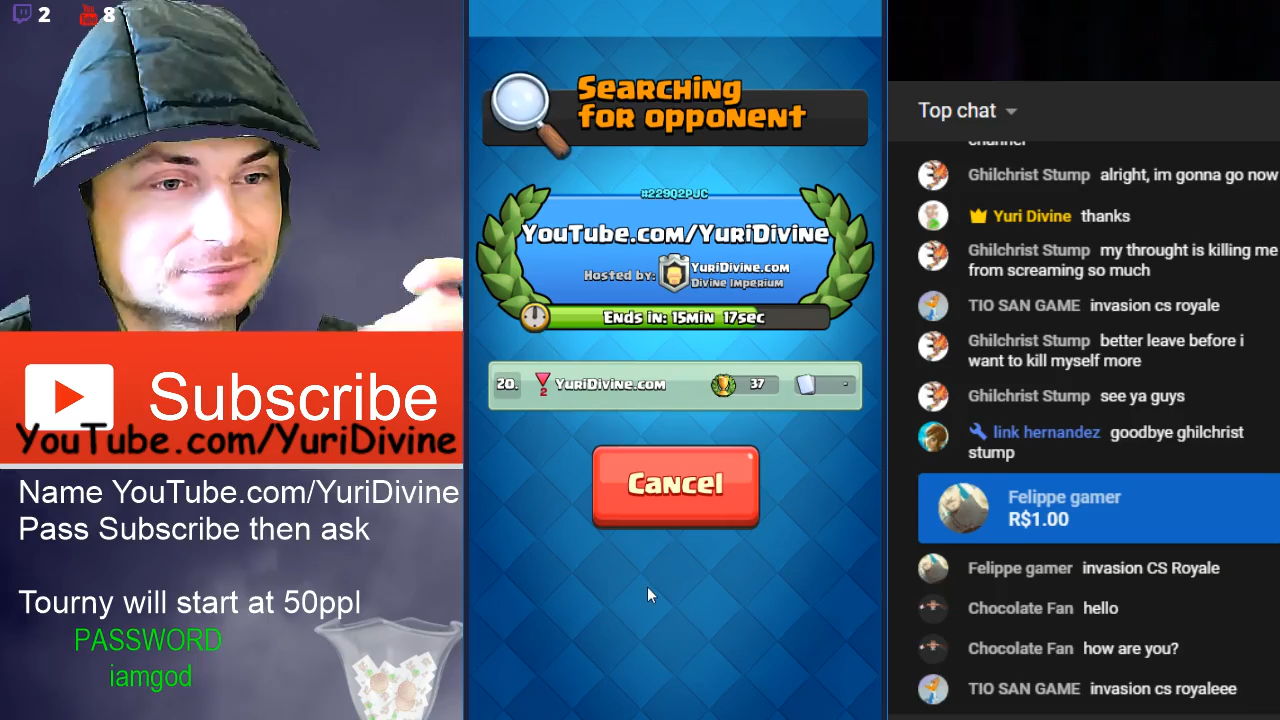 2 8
Subscribe
YouTube.com/YuriDivine
Name YouTube.com/YuriDivine
Pass Subscribe then ask
Tourny will start at 50ppl
PASSWORD
iamgod
Searching
for opponent
#229Q2PJC
YouTube.com/YuriDivine
Hosted by: YuriDivine.com
Divine Imperium
Ends in: 15min 17sec
20. 2 YuriDivine.com 37 -
Cancel
Top chat
channel
Ghilchrist Stump alright, im gonna go now
Yuri Divine thanks
Ghilchrist Stump my throught is killing me
from screaming so much
TIO SAN GAME invasion cs royale
Ghilchrist Stump better leave before i
want to kill myself more
Ghilchrist Stump see ya guys
link hernandez goodbye ghilchrist
stump
Felippe gamer
R$1.00
Felippe gamer invasion CS Royale
Chocolate Fan hello
Chocolate Fan how are you?
TIO SAN GAME invasion cs royaleee